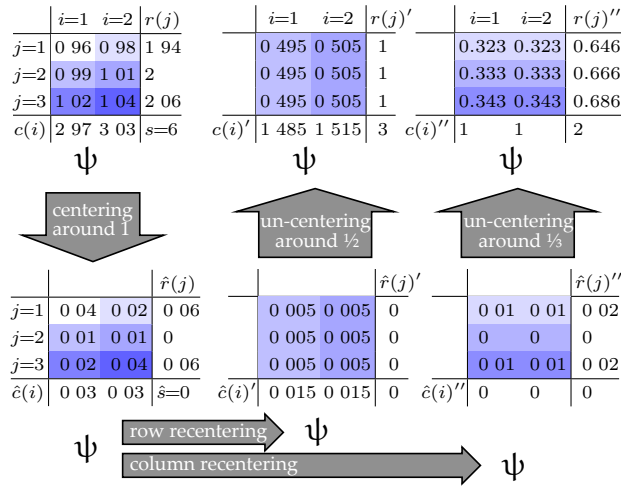 i=1 i=2 r(j) i=1 i=2 r(j)′ i=1 i=2 r(j)′′
j=1 0 96 0 98 1 94 0 495 0 505 1 0.323 0.323 0.646
j=2 0 99 1 01 2 0 495 0 505 1 0.333 0.333 0.666
j=3 1 02 1 04 2 06 0 495 0 505 1 0.343 0.343 0.686
c(i) 2 97 3 03 s=6 c(i)′ 1 485 1 515 3 c(i)′′ 1 1 2
ψ ψ ψ
centering un-centering un-centering
around 1 around ½ around ⅓
r̂(j) r̂(j)′ r̂(j)′′
j=1 0 04 0 02 0 06 0 005 0 005 0 0 01 0 01 0 02
j=2 0 01 0 01 0 0 005 0 005 0 0 0 0
j=3 0 02 0 04 0 06 0 005 0 005 0 0 01 0 01 0 02
ĉ(i) 0 03 0 03 ŝ=0 ĉ(i)′ 0 015 0 015 0 ĉ(i)′′ 0 0 0
ψ row recentering ψ
column recentering ψ